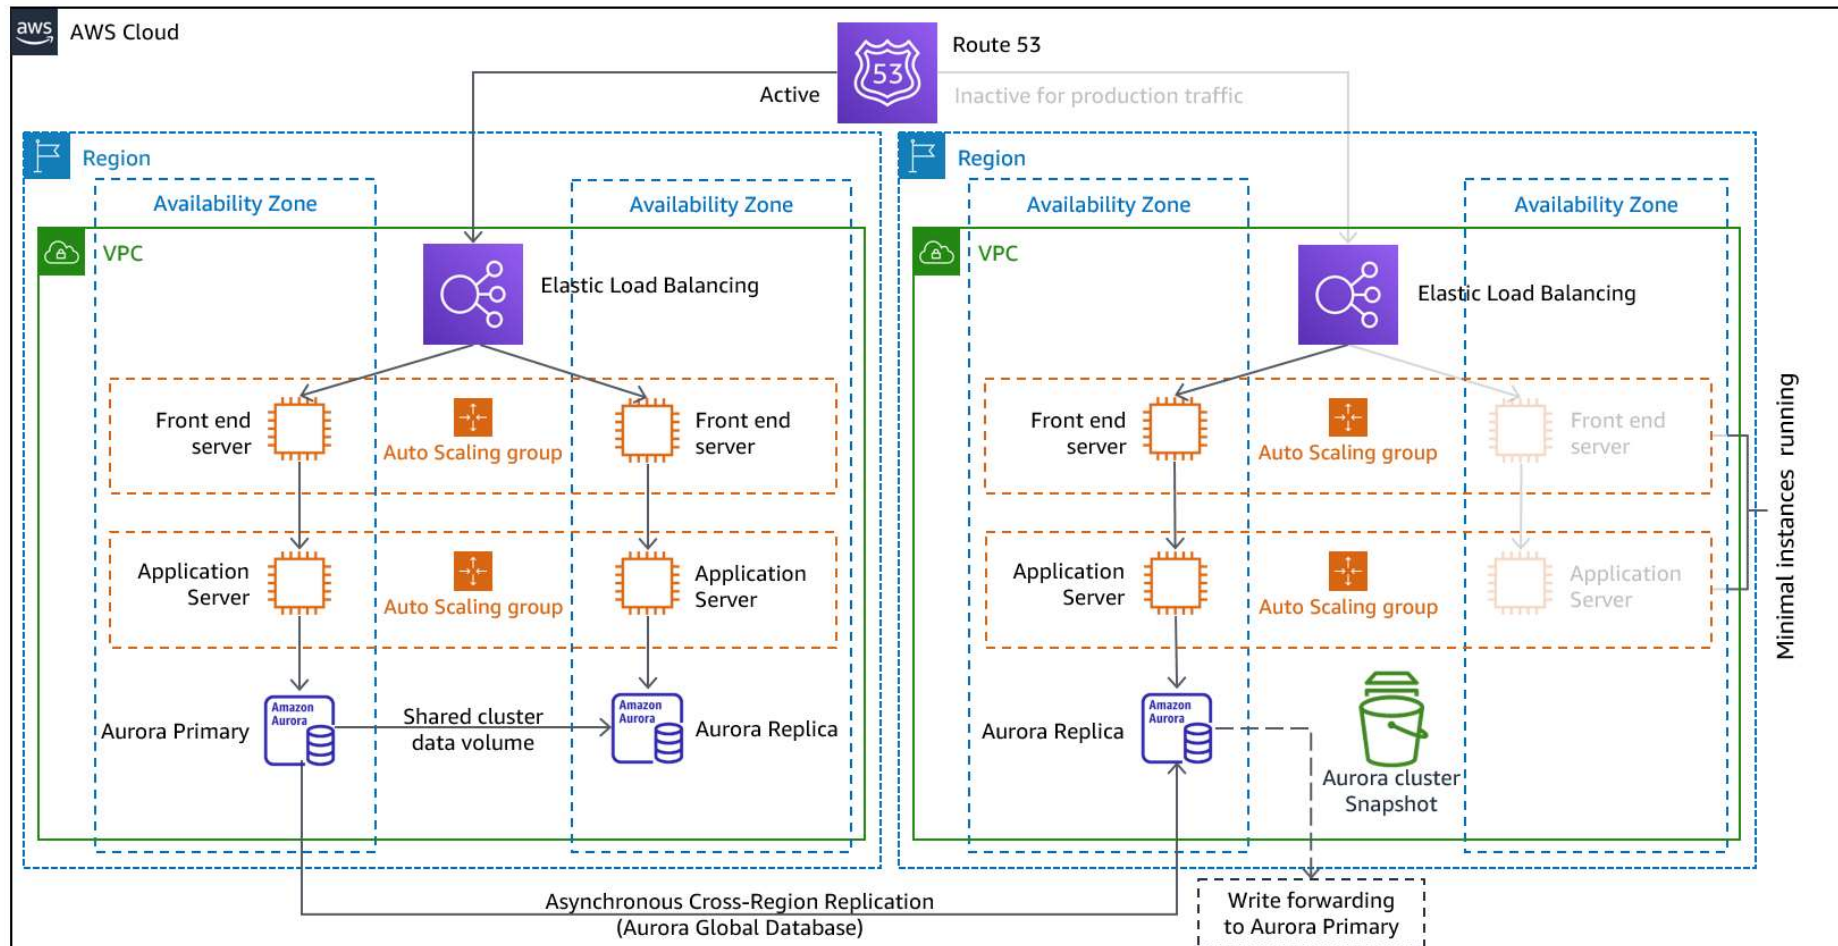 aws
AWS Cloud
Route 53
53
Active
Inactive for production traffic
Region
Availability Zone
Availability Zone
VPC
Elastic Load Balancing
Front end
server
Auto Scaling group
Front end
server
Application
Server
Auto Scaling group
Application
Server
Aurora Primary
Amazon
Aurora
Shared cluster
data volume
Amazon
Aurora
Aurora Replica
Region
Availability Zone
Availability Zone
VPC
Elastic Load Balancing
Front end
server
Auto Scaling group
Front end
server
Application
Server
Auto Scaling group
Application
Server
Minimal instances running
Aurora Replica
Amazon
Aurora
Aurora cluster
Snapshot
Asynchronous Cross-Region Replication
(Aurora Global Database)
Write forwarding
to Aurora Primary